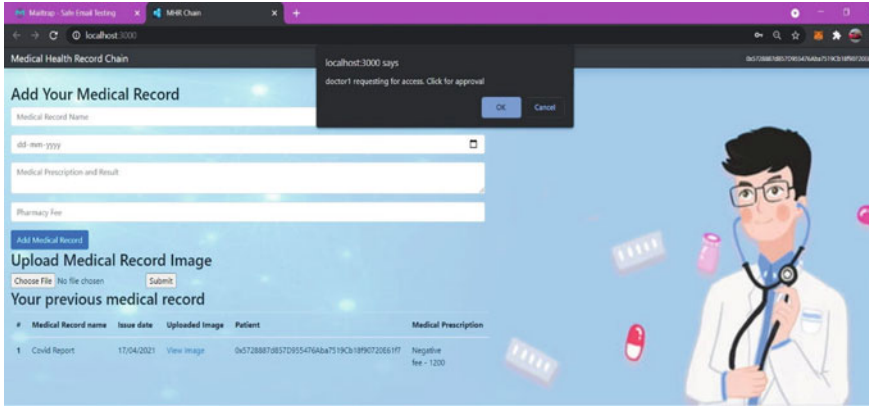 Mailtrap - Safe Email Testing
MHR Chain
localhost:3000
Medical Health Record Chain
localhost:3000 says
doctor1 requesting for access. Click for approval
OK
Cancel
Add Your Medical Record
Medical Record Name
dd-mm-yyyy
Medical Prescription and Result
Pharmacy Fee
Add Medical Record
Upload Medical Record Image
Choose File No file chosen Submit
Your previous medical record
# Medical Record name Issue date Uploaded Image Patient Medical Prescription
1 Covid Report 17/04/2021 View Image Negative
fee - 1200